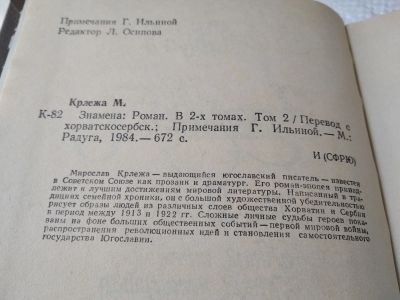 Примечания Г. Ильиной
Редактор Л. Осипова
Крлежа М.
К-82 Знамена: Роман. В 2-х томах. Том 2 / Перевод с
хорватскосербск.; Примечания Г. Ильиной. — М.:
Радуга, 1984. — 672 с.
И (СФРЮ)
Мирослав Крлежа — выдающийся югославский писатель — известен
в Советском Союзе как прозаик и драматург. Его роман-эпопея принад-
лежит к лучшим достижениям мировой литературы. Написанный в тра-
дициях семейной хроники, он с большой художественной убедительностью
рисует образы людей из различных слоев общества Хорватии и Сербии
в период между 1913 и 1922 гг. Сложные личные судьбы героев показа-
ны на фоне больших общественных событий — первой мировой войны,
распространения революционных идей и становления самостоятельного
государства Югославии.